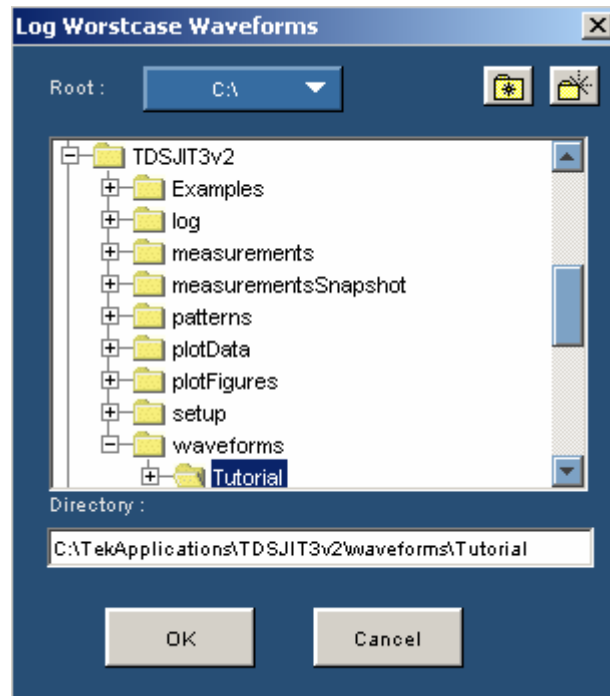 Log Worstcase Waveforms
Root :
C:\
TDSJIT3v2
Examples
log
measurements
measurementsSnapshot
patterns
plotData
plotFigures
setup
waveforms
Tutorial
Directory :
C:\TekApplications\TDSJIT3v2\waveforms\Tutorial
OK
Cancel